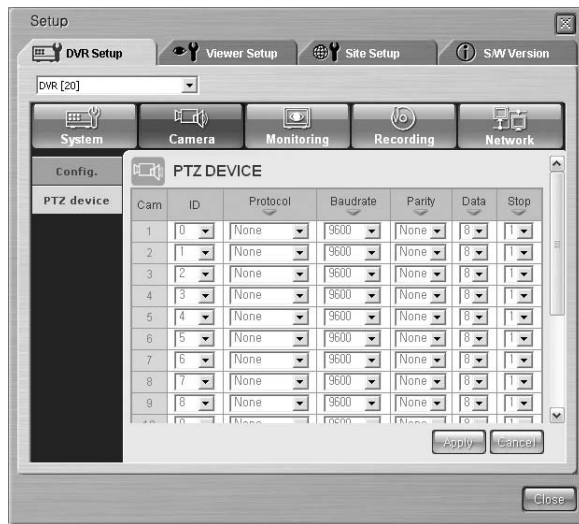 Setup
DVR Setup Viewer Setup Site Setup S/W Version
DVR [20]
System Camera Monitoring Recording Network
Config.
PTZ device
PTZ DEVICE
Cam ID Protocol Baudrate Parity Data Stop
1 0 None 9600 None 8 1
2 1 None 9600 None 8 1
3 2 None 9600 None 8 1
4 3 None 9600 None 8 1
5 4 None 9600 None 8 1
6 5 None 9600 None 8 1
7 6 None 9600 None 8 1
8 7 None 9600 None 8 1
9 8 None 9600 None 8 1
Apply Cancel
Close